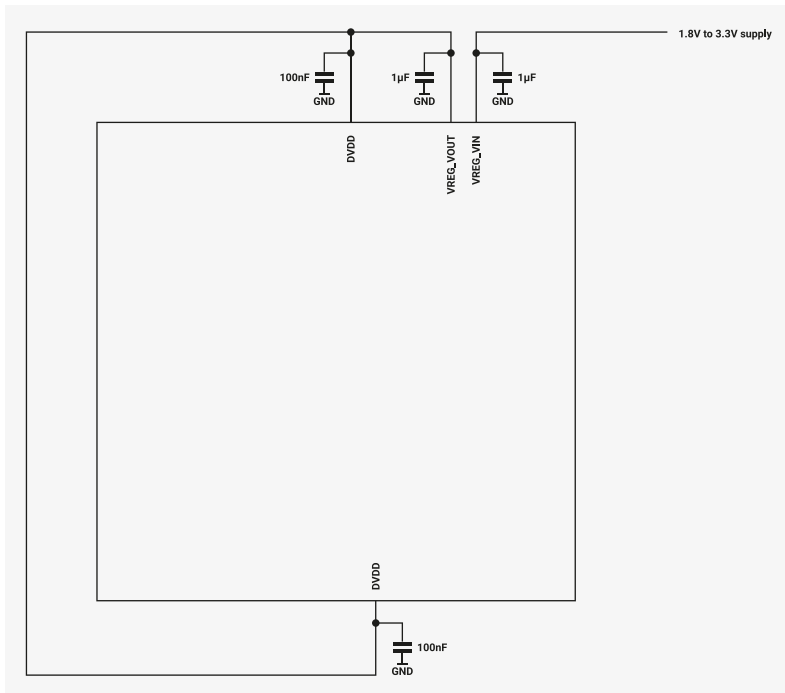 1.8V to 3.3V supply
100nF
1µF
1µF
GND
GND
GND
DVDD
VREG_VOUT
VREG_VIN
DVDD
100nF
GND